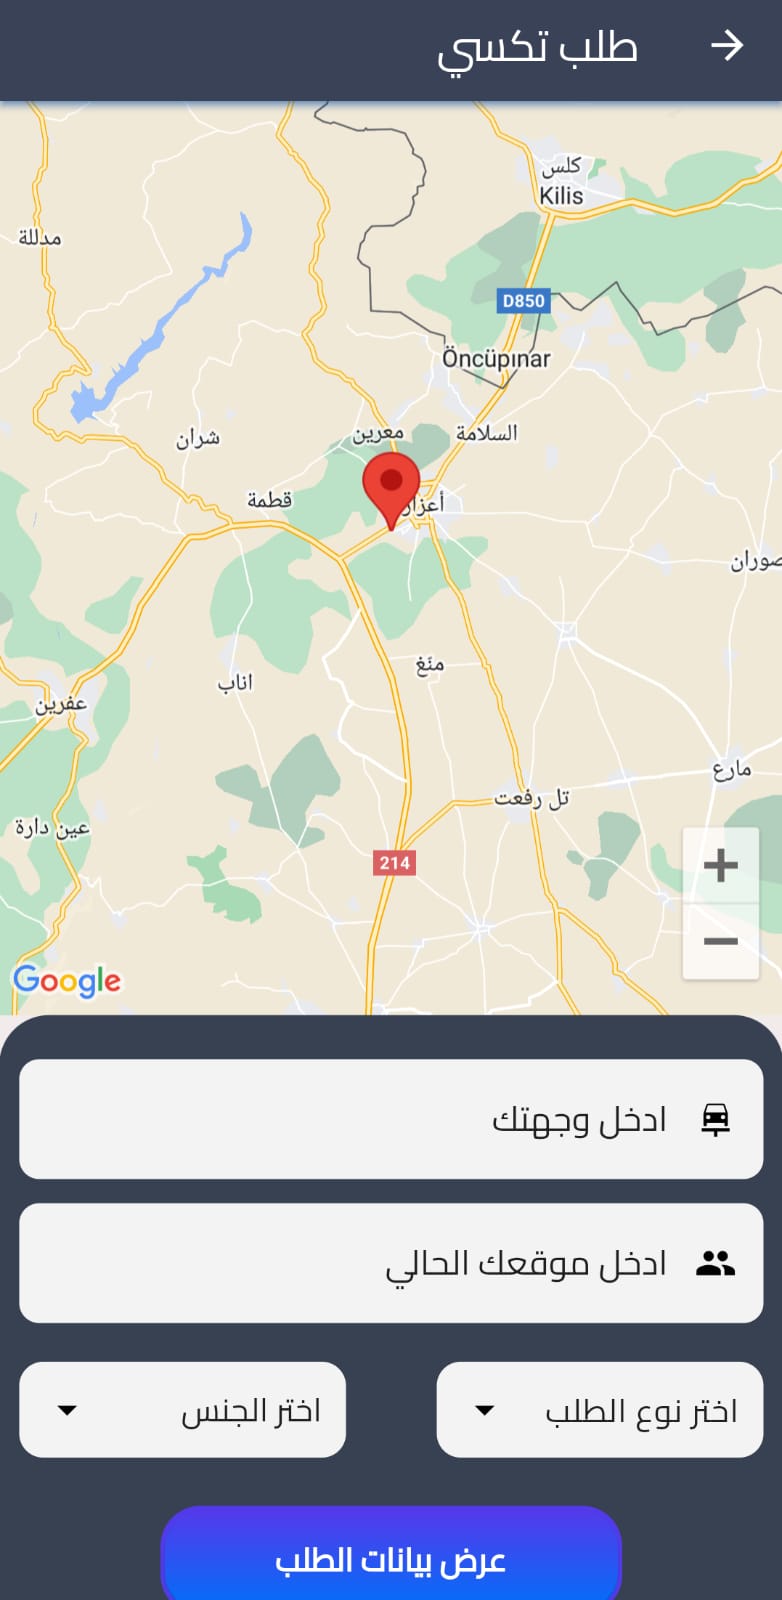 طلب تكسي
كلس
Kilis
مدللة
D850
Öncüpınar
معرين
السلامة
شران
قطمة
أعزاز
صوران
منّغ
اناب
عفرين
مارع
تل رفعت
عين دارة
214
Google
ادخل وجهتك
ادخل موقعك الحالي
اختر نوع الطلب
اختر الجنس
عرض بيانات الطلب